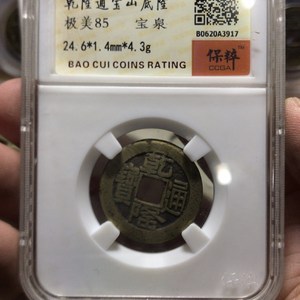 乾隆通宝山底隆
极美85 宝泉
24.6*1.4mm*4.3g
BAO CUI COINS RATING
B0620A3917
保粹
CCGA
乾隆通寶